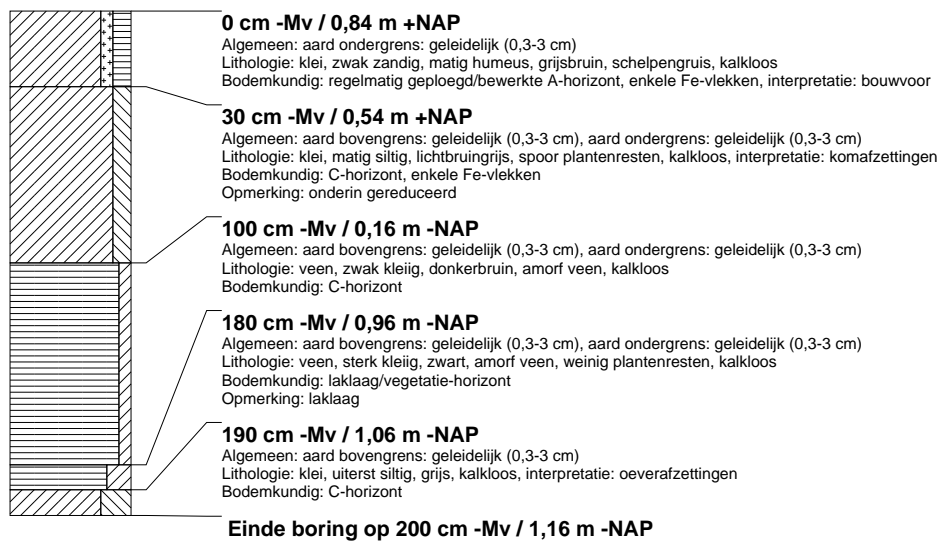 0 cm -Mv / 0,84 m +NAP
Algemeen: aard ondergrens: geleidelijk (0,3-3 cm)
Lithologie: klei, zwak zandig, matig humeus, grijsbruin, schelpengruis, kalkloos
Bodemkundig: regelmatig geploegd/bewerkte A-horizont, enkele Fe-vlekken, interpretatie: bouwvoor
30 cm -Mv / 0,54 m +NAP
Algemeen: aard bovengrens: geleidelijk (0,3-3 cm), aard ondergrens: geleidelijk (0,3-3 cm)
Lithologie: klei, matig siltig, lichtbruingrijs, spoor plantenresten, kalkloos, interpretatie: komafzettingen
Bodemkundig: C-horizont, enkele Fe-vlekken
Opmerking: onderin gereduceerd
100 cm -Mv / 0,16 m -NAP
Algemeen: aard bovengrens: geleidelijk (0,3-3 cm), aard ondergrens: geleidelijk (0,3-3 cm)
Lithologie: veen, zwak kleiig, donkerbruin, amorf veen, kalkloos
Bodemkundig: C-horizont
180 cm -Mv / 0,96 m -NAP
Algemeen: aard bovengrens: geleidelijk (0,3-3 cm), aard ondergrens: geleidelijk (0,3-3 cm)
Lithologie: veen, sterk kleiig, zwart, amorf veen, weinig plantenresten, kalkloos
Bodemkundig: laklaag/vegetatie-horizont
Opmerking: laklaag
190 cm -Mv / 1,06 m -NAP
Algemeen: aard bovengrens: geleidelijk (0,3-3 cm)
Lithologie: klei, uiterst siltig, grijs, kalkloos, interpretatie: oeverafzettingen
Bodemkundig: C-horizont
Einde boring op 200 cm -Mv / 1,16 m -NAP